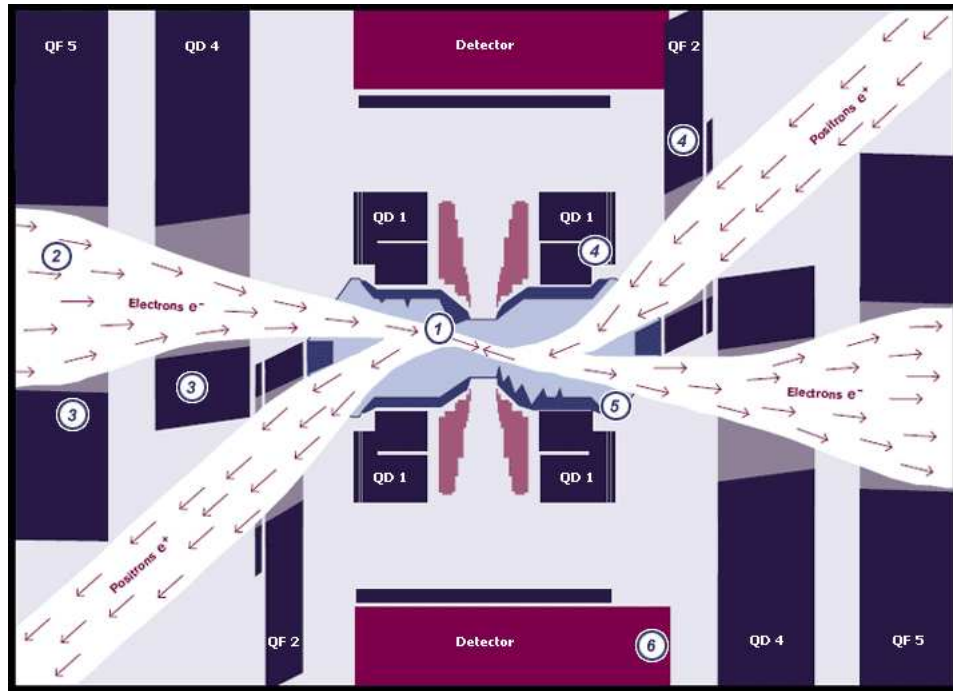 QF 5
QD 4
Detector
QF 2
Positrons e⁺
4
QD 1
QD 1
4
2
Electrons e⁻
1
3
3
5
Electrons e⁻
QD 1
QD 1
Positrons e⁺
QF 2
Detector
6
QD 4
QF 5